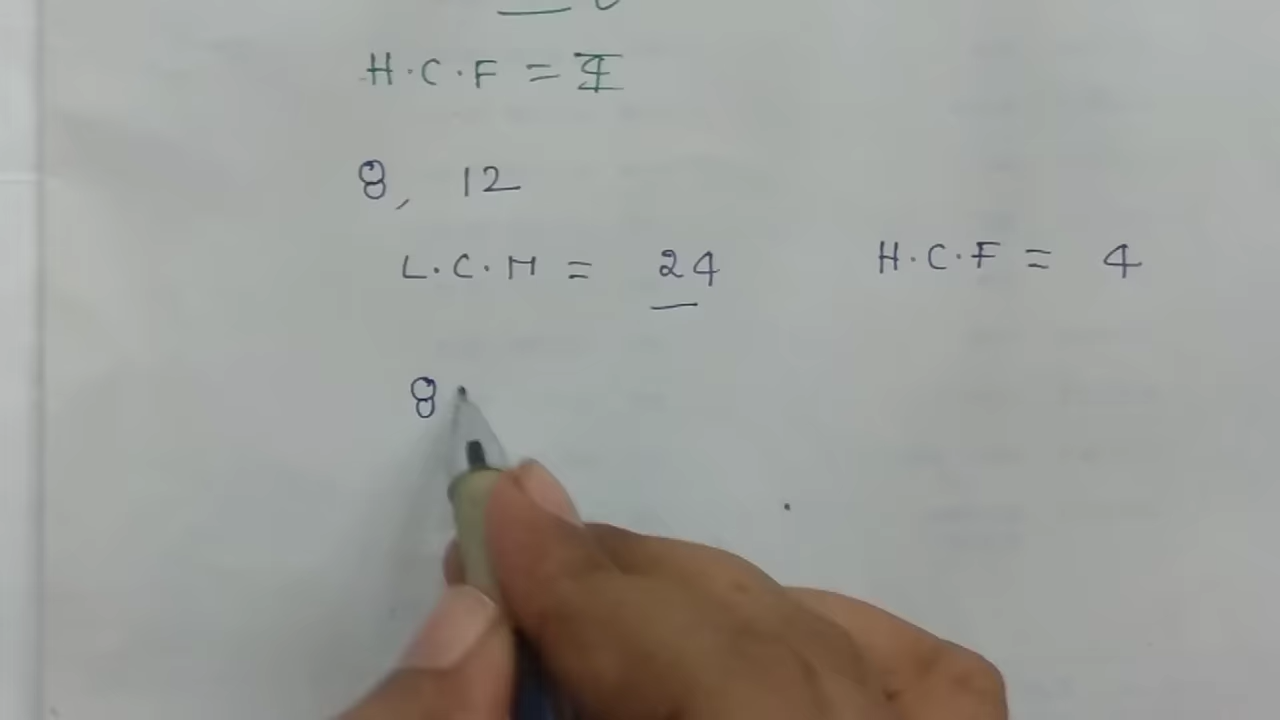 H.C.F = 4
8, 12
L.C.M = 24 H.C.F = 4
8